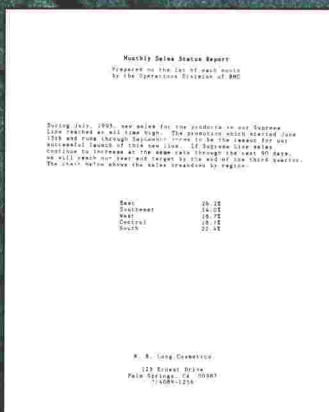 Monthly Sales Status Report
Prepared on the 1st of each month
by the Operations Division of
During July, 1993, new sales for the products in our Supreme
Line reached an all time high. The promotion which started June
15th and runs through September to be the reason for our
successful launch of this new line. If Supreme Line sales
continue to increase at the same rate through the next 90 days,
we will reach our year end target by the end of the third quarter.
The chart below shows the sales breakdown by region.
East 26.2%
Southeast 14.0%
West 18.7%
Central 18.7%
South 22.4%
Long Cosmetics
123 Ernest Drive
Palm Springs, CA